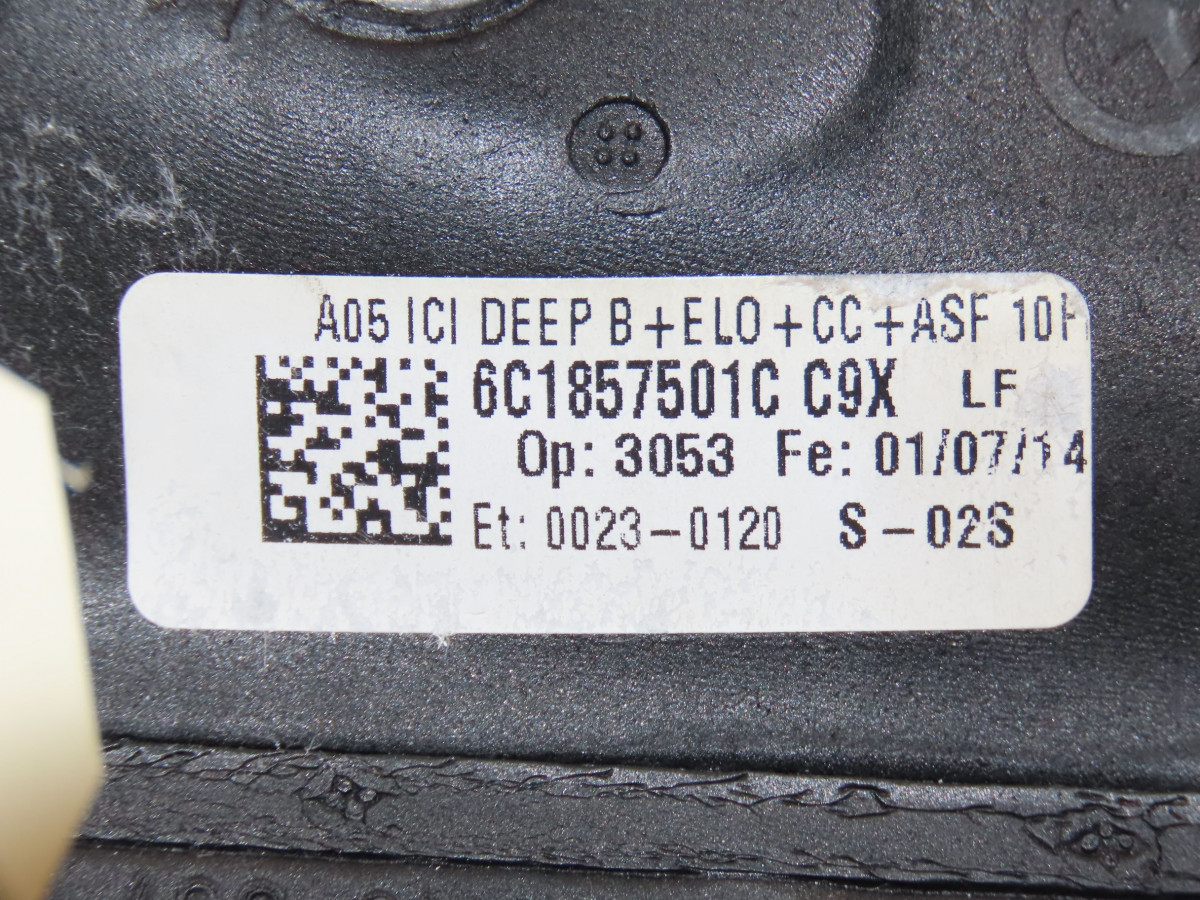 A05 ICI DEEP B+ELO+CC+ASF 10H
6C1857501C C9X LF
Op: 3053 Fe: 01/07/14
Et: 0023-0120 S-02S